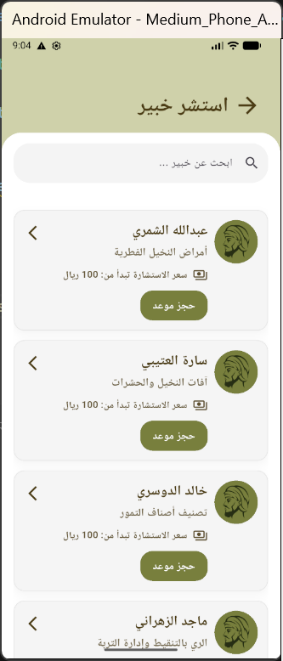 Android Emulator - Medium_Phone_A...
9:04
استشر خبير
ابحث عن خبير ...
عبدالله الشمري
أمراض النخيل الفطرية
سعر الاستشارة تبدأ من: 100 ريال
حجز موعد
سارة العتيبي
آفات النخيل والحشرات
سعر الاستشارة تبدأ من: 100 ريال
حجز موعد
خالد الدوسري
تصنيف أصناف التمور
سعر الاستشارة تبدأ من: 100 ريال
حجز موعد
ماجد الزهراني
الري بالتنقيط وإدارة التربة